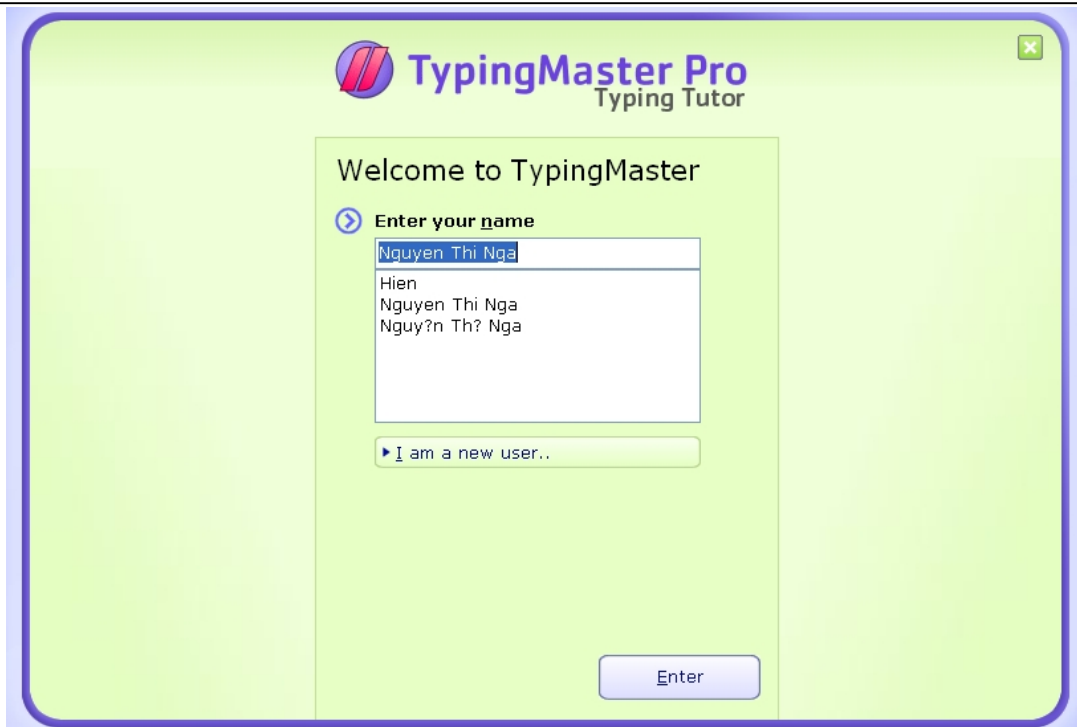 TypingMaster Pro
Typing Tutor
Welcome to TypingMaster
Enter your name
Nguyen Thi Nga
Hien
Nguyen Thi Nga
Nguy?n Th? Nga
I am a new user..
Enter